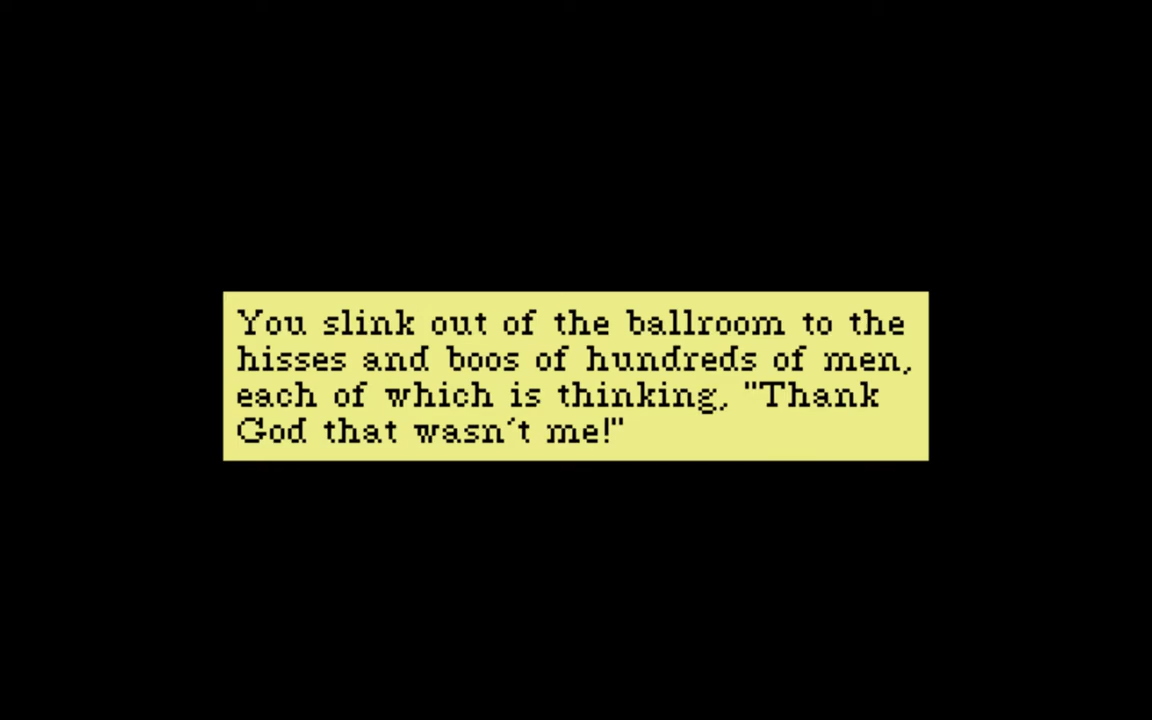 You slink out of the ballroom to the
hisses and boos of hundreds of men,
each of which is thinking, "Thank
God that wasn't me!"